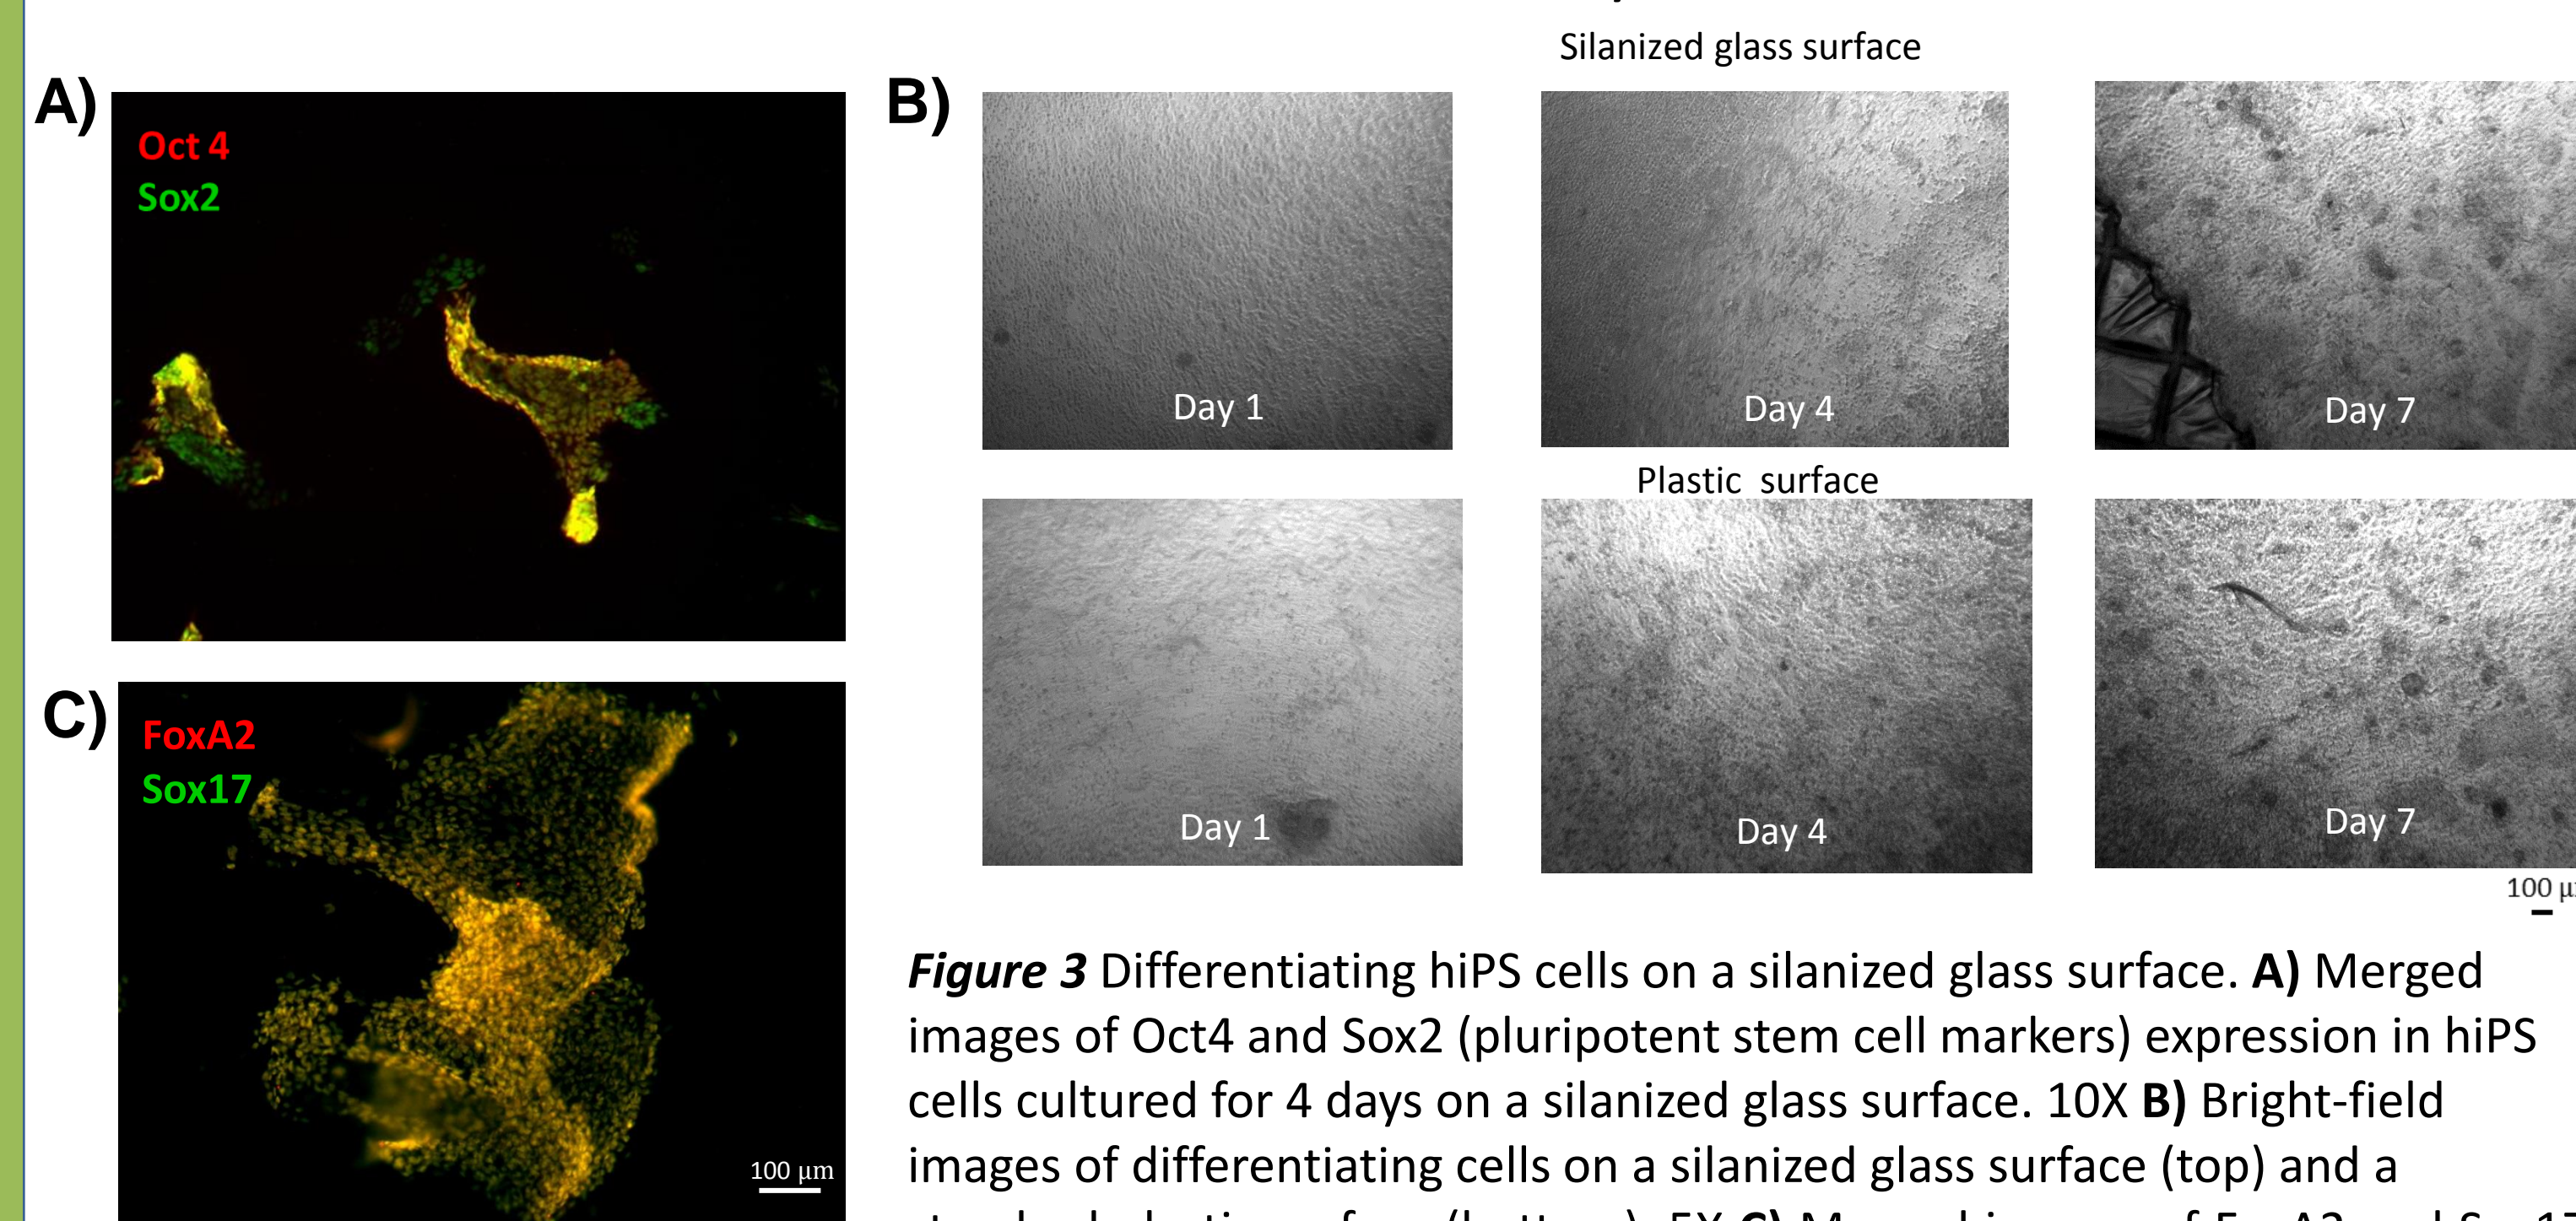 Silanized glass surface
A)
B)
Oct 4
Sox2
Day 1
Day 4
Day 7
Plastic surface
Day 1
Day 4
Day 7
C)
FoxA2
Sox17
100 µm
100
Figure 3 Differentiating hiPS cells on a silanized glass surface. A) Merged
images of Oct4 and Sox2 (pluripotent stem cell markers) expression in hiPS
cells cultured for 4 days on a silanized glass surface. 10X B) Bright-field
images of differentiating cells on a silanized glass surface (top) and a